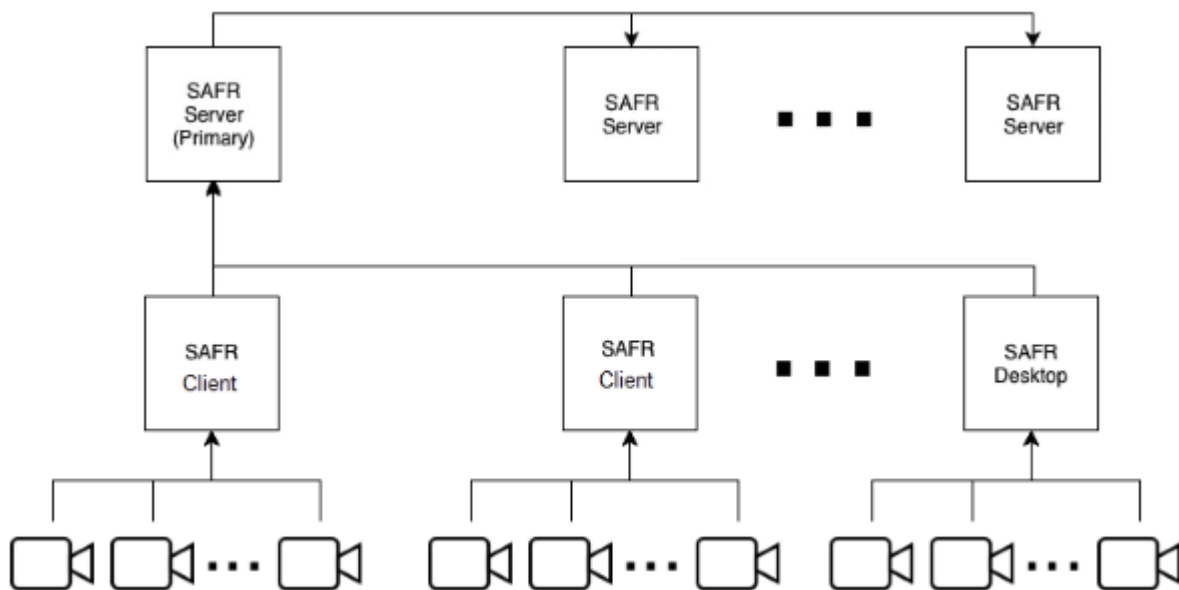 SAFR
Server
(Primary)
SAFR
Server
SAFR
Server
SAFR
Client
SAFR
Client
SAFR
Desktop